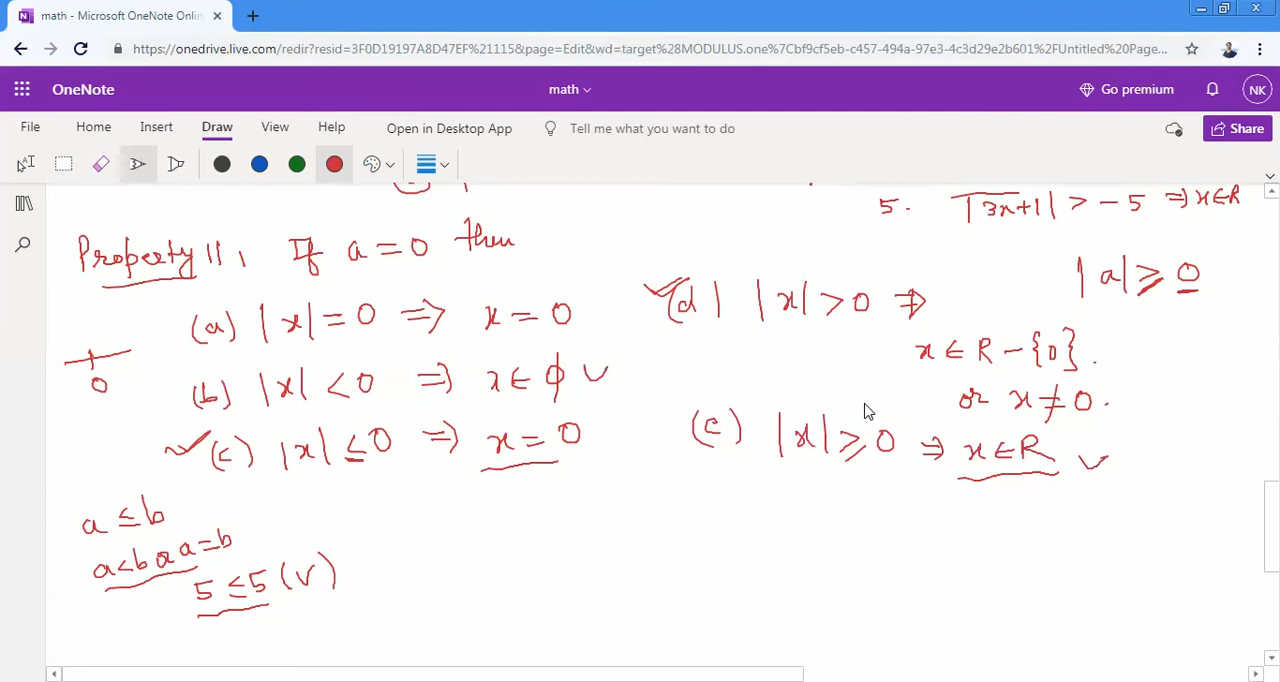 math - Microsoft OneNote Onlin
https://onedrive.live.com/redir?resid=3F0D19197A8D47EF%21115&page=Edit&wd=target%28MODULUS.one%7Cbf9cf5eb-c457-494a-97e3-4c3d29e2b601%2FUntitled%20Page...
OneNote
math
Go premium
NK
File Home Insert Draw View Help Open in Desktop App Tell me what you want to do
Share
5. |3x+1| > -5 ⇒ x∈R
Property 11, If a = 0 then
|a| ≥ 0
(a) |x| = 0 ⇒ x = 0
(b) |x| < 0 ⇒ x ∈ ϕ ✓
✓ (c) |x| ≤ 0 ⇒ x = 0
0
✓ (d) |x| > 0 ⇒
x ∈ R - {0}.
or x ≠ 0.
(e) |x| ≥ 0 ⇒ x ∈ R ✓
a ≤ b
a < b or a = b
5 ≤ 5 (✓)